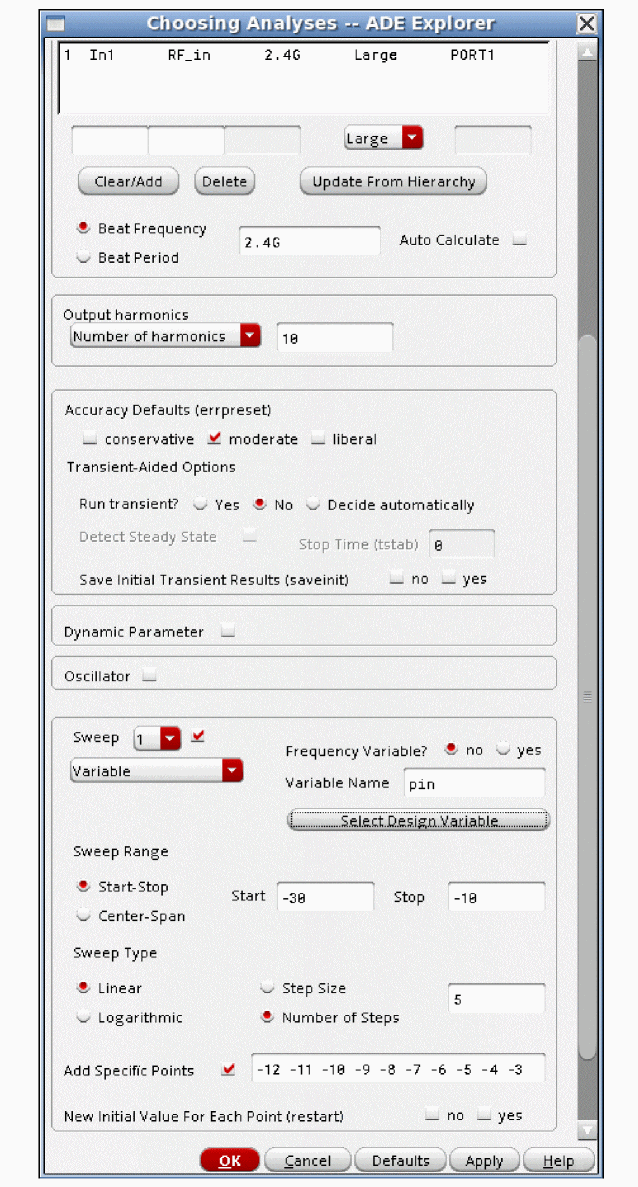 Choosing Analyses -- ADE Explorer
1 In1 RF_in 2.4G Large PORT1
Large
Clear/Add Delete Update From Hierarchy
Beat Frequency
2.4G Auto Calculate
Beat Period
Output harmonics
Number of harmonics 10
Accuracy Defaults (errpreset)
conservative moderate liberal
Transient-Aided Options
Run transient? Yes No Decide automatically
Detect Steady State Stop Time (tstab) 0
Save Initial Transient Results (saveinit) no yes
Dynamic Parameter
Oscillator
Sweep 1 Frequency Variable? no yes
Variable Variable Name pin
Select Design Variable
Sweep Range
Start-Stop Start -30 Stop -10
Center-Span
Sweep Type
Linear Step Size 5
Logarithmic Number of Steps
Add Specific Points -12 -11 -10 -9 -8 -7 -6 -5 -4 -3
New Initial Value For Each Point (restart) no yes
OK Cancel Defaults Apply Help